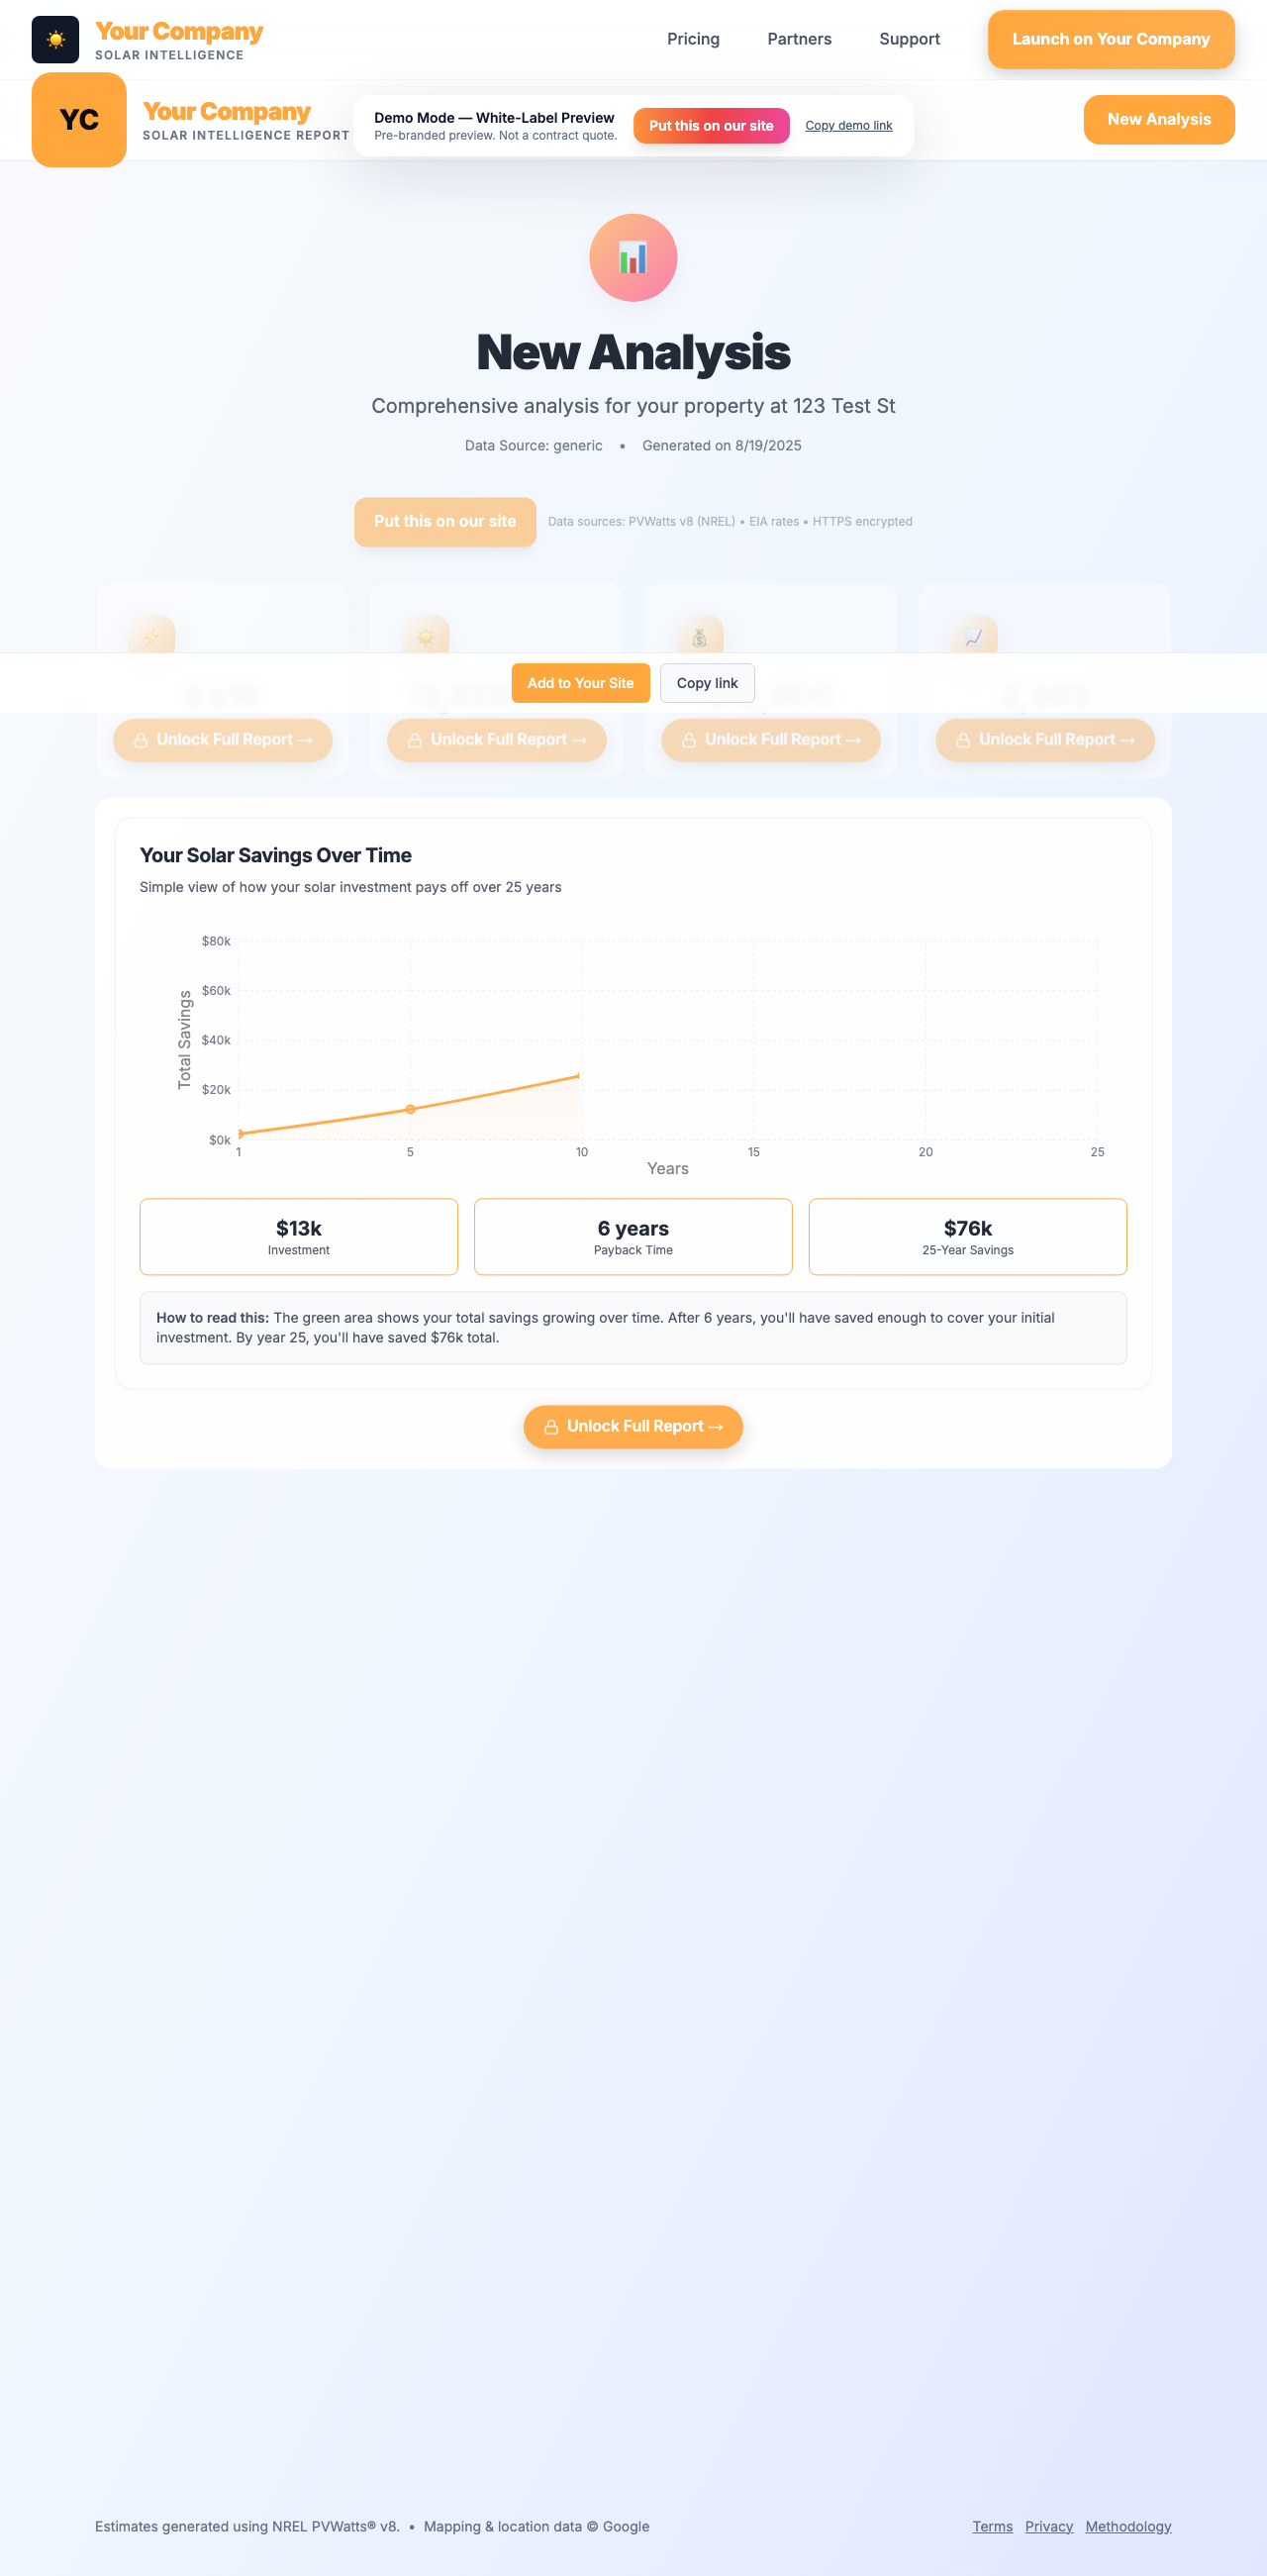 Your Company
SOLAR INTELLIGENCE
Pricing
Partners
Support
Launch on Your Company
YC
Your Company
SOLAR INTELLIGENCE REPORT
Demo Mode — White-Label Preview
Pre-branded preview. Not a contract quote.
Put this on our site
Copy demo link
New Analysis
New Analysis
Comprehensive analysis for your property at 123 Test St
Data Source: generic • Generated on 8/19/2025
Put this on our site
Data sources: PVWatts v8 (NREL) • EIA rates • HTTPS encrypted
Add to Your Site
Copy link
Unlock Full Report →
Unlock Full Report →
Unlock Full Report →
Unlock Full Report →
Your Solar Savings Over Time
Simple view of how your solar investment pays off over 25 years
Total Savings
$80k
$60k
$40k
$20k
$0k
1 5 10 15 20 25
Years
$13k
Investment
6 years
Payback Time
$76k
25-Year Savings
How to read this: The green area shows your total savings growing over time. After 6 years, you'll have saved enough to cover your initial
investment. By year 25, you'll have saved $76k total.
Unlock Full Report →
Estimates generated using NREL PVWatts® v8. • Mapping & location data © Google
Terms Privacy Methodology